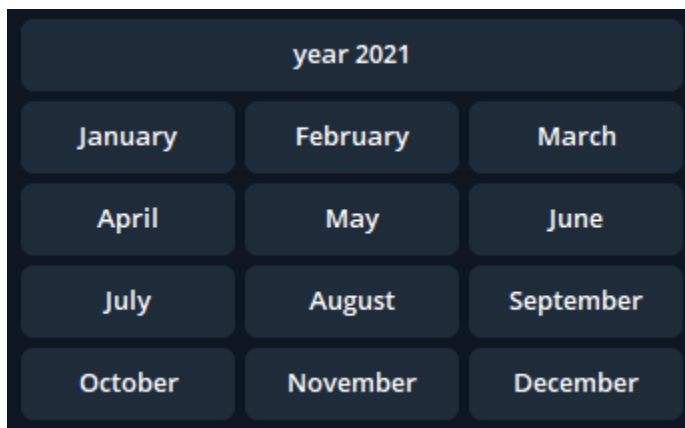 year 2021
January February March
April May June
July August September
October November December